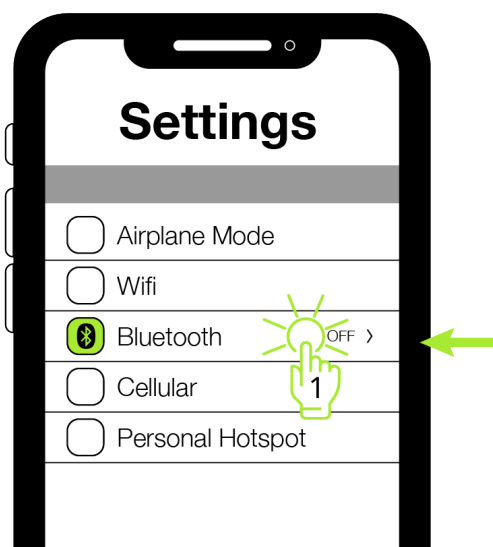 Settings
Airplane Mode
Wifi
Bluetooth OFF
Cellular
1
Personal Hotspot